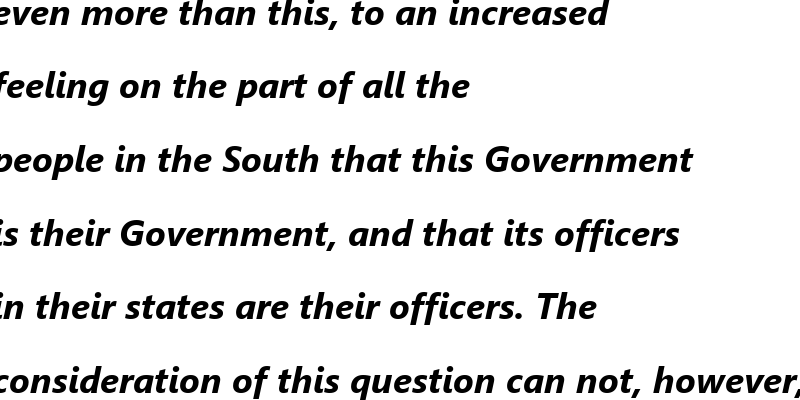 even more than this, to an increased
feeling on the part of all the
people in the South that this Government
is their Government, and that its officers
in their states are their officers. The
consideration of this question can not, however,